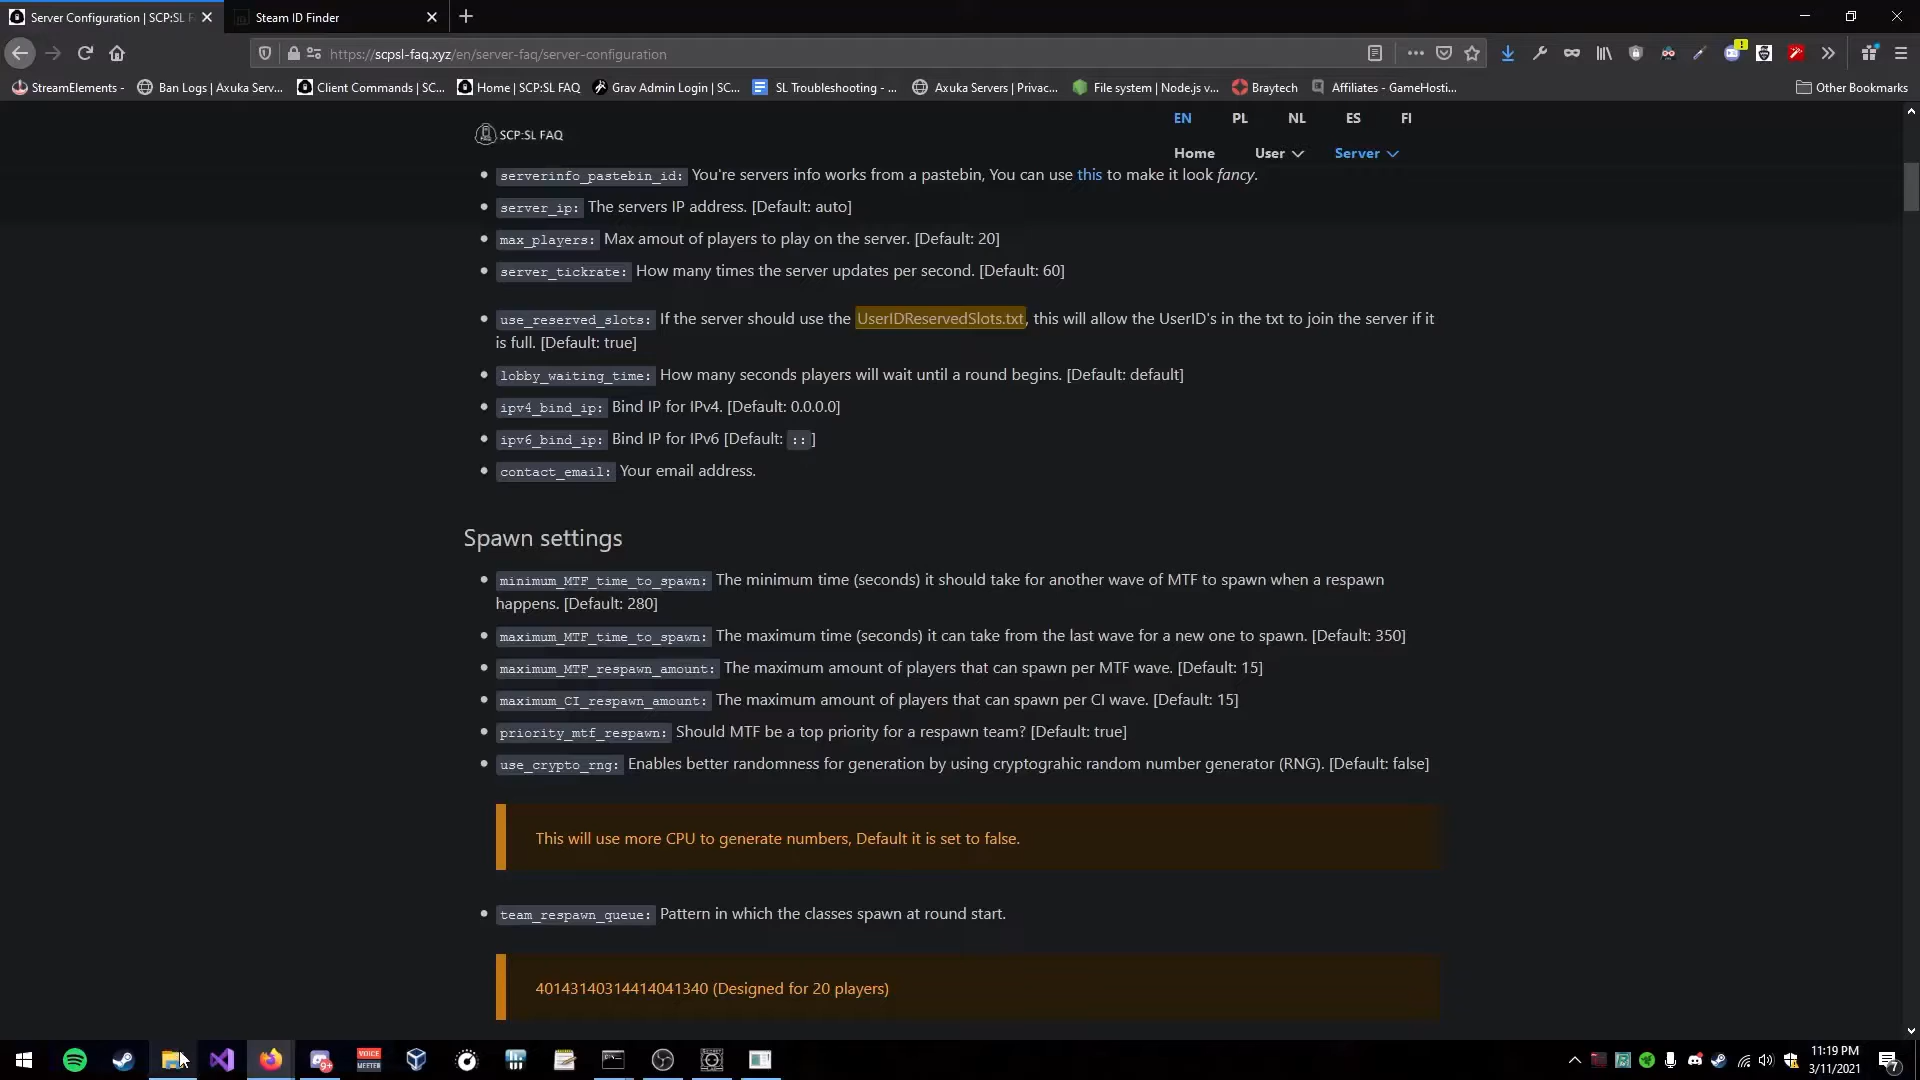 Server Configuration | SCP:SL F
Steam ID Finder
https://scpsl-faq.xyz/en/server-faq/server-configuration
StreamElements -
Ban Logs | Axuka Serv...
Client Commands | SC...
Home | SCP:SL FAQ
Grav Admin Login | SC...
SL Troubleshooting - ...
Axuka Servers | Privac...
File system | Node.js v...
Braytech
Affiliates - GameHosti...
Other Bookmarks
SCP:SL FAQ
EN PL NL ES FI
Home User Server
serverinfo_pastebin_id: You're servers info works from a pastebin, You can use this to make it look fancy.
server_ip: The servers IP address. [Default: auto]
max_players: Max amout of players to play on the server. [Default: 20]
server_tickrate: How many times the server updates per second. [Default: 60]
use_reserved_slots: If the server should use the UserIDReservedSlots.txt, this will allow the UserID's in the txt to join the server if it
is full. [Default: true]
lobby_waiting_time: How many seconds players will wait until a round begins. [Default: default]
ipv4_bind_ip: Bind IP for IPv4. [Default: 0.0.0.0]
ipv6_bind_ip: Bind IP for IPv6 [Default: :: ]
contact_email: Your email address.
Spawn settings
minimum_MTF_time_to_spawn: The minimum time (seconds) it should take for another wave of MTF to spawn when a respawn
happens. [Default: 280]
maximum_MTF_time_to_spawn: The maximum time (seconds) it can take from the last wave for a new one to spawn. [Default: 350]
maximum_MTF_respawn_amount: The maximum amount of players that can spawn per MTF wave. [Default: 15]
maximum_CI_respawn_amount: The maximum amount of players that can spawn per CI wave. [Default: 15]
priority_mtf_respawn: Should MTF be a top priority for a respawn team? [Default: true]
use_crypto_rng: Enables better randomness for generation by using cryptograhic random number generator (RNG). [Default: false]
This will use more CPU to generate numbers, Default it is set to false.
team_respawn_queue: Pattern in which the classes spawn at round start.
40143140314414041340 (Designed for 20 players)
9+
VOICE
MEETER
11:19 PM
3/11/2021
7